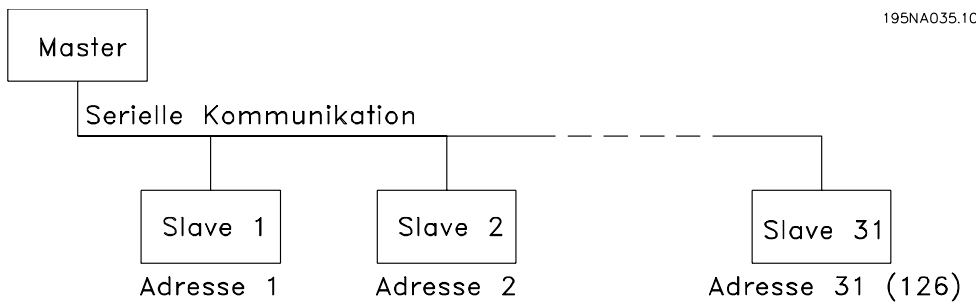 195NA035.10
Master
Serielle Kommunikation
Slave 1
Slave 2
Slave 31
Adresse 1
Adresse 2
Adresse 31 (126)